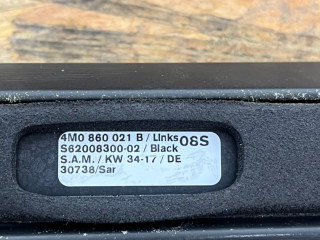 4M0 860 021 B / Links 08S
S62008300-02 / Black
S.A.M. / KW 34-17 / DE
30738/Sar